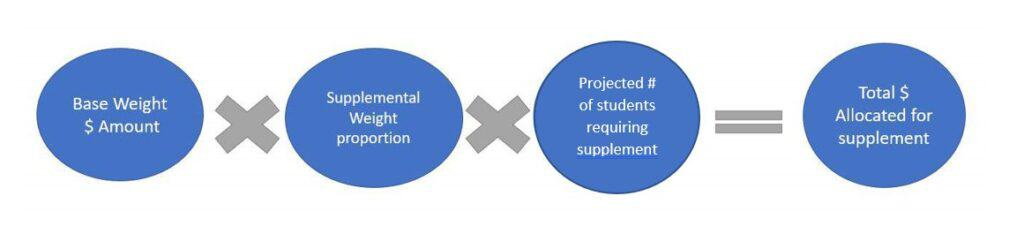 Base Weight
$ Amount
Supplemental
Weight
proportion
Projected #
of students
requiring
supplement
Total $
Allocated for
supplement